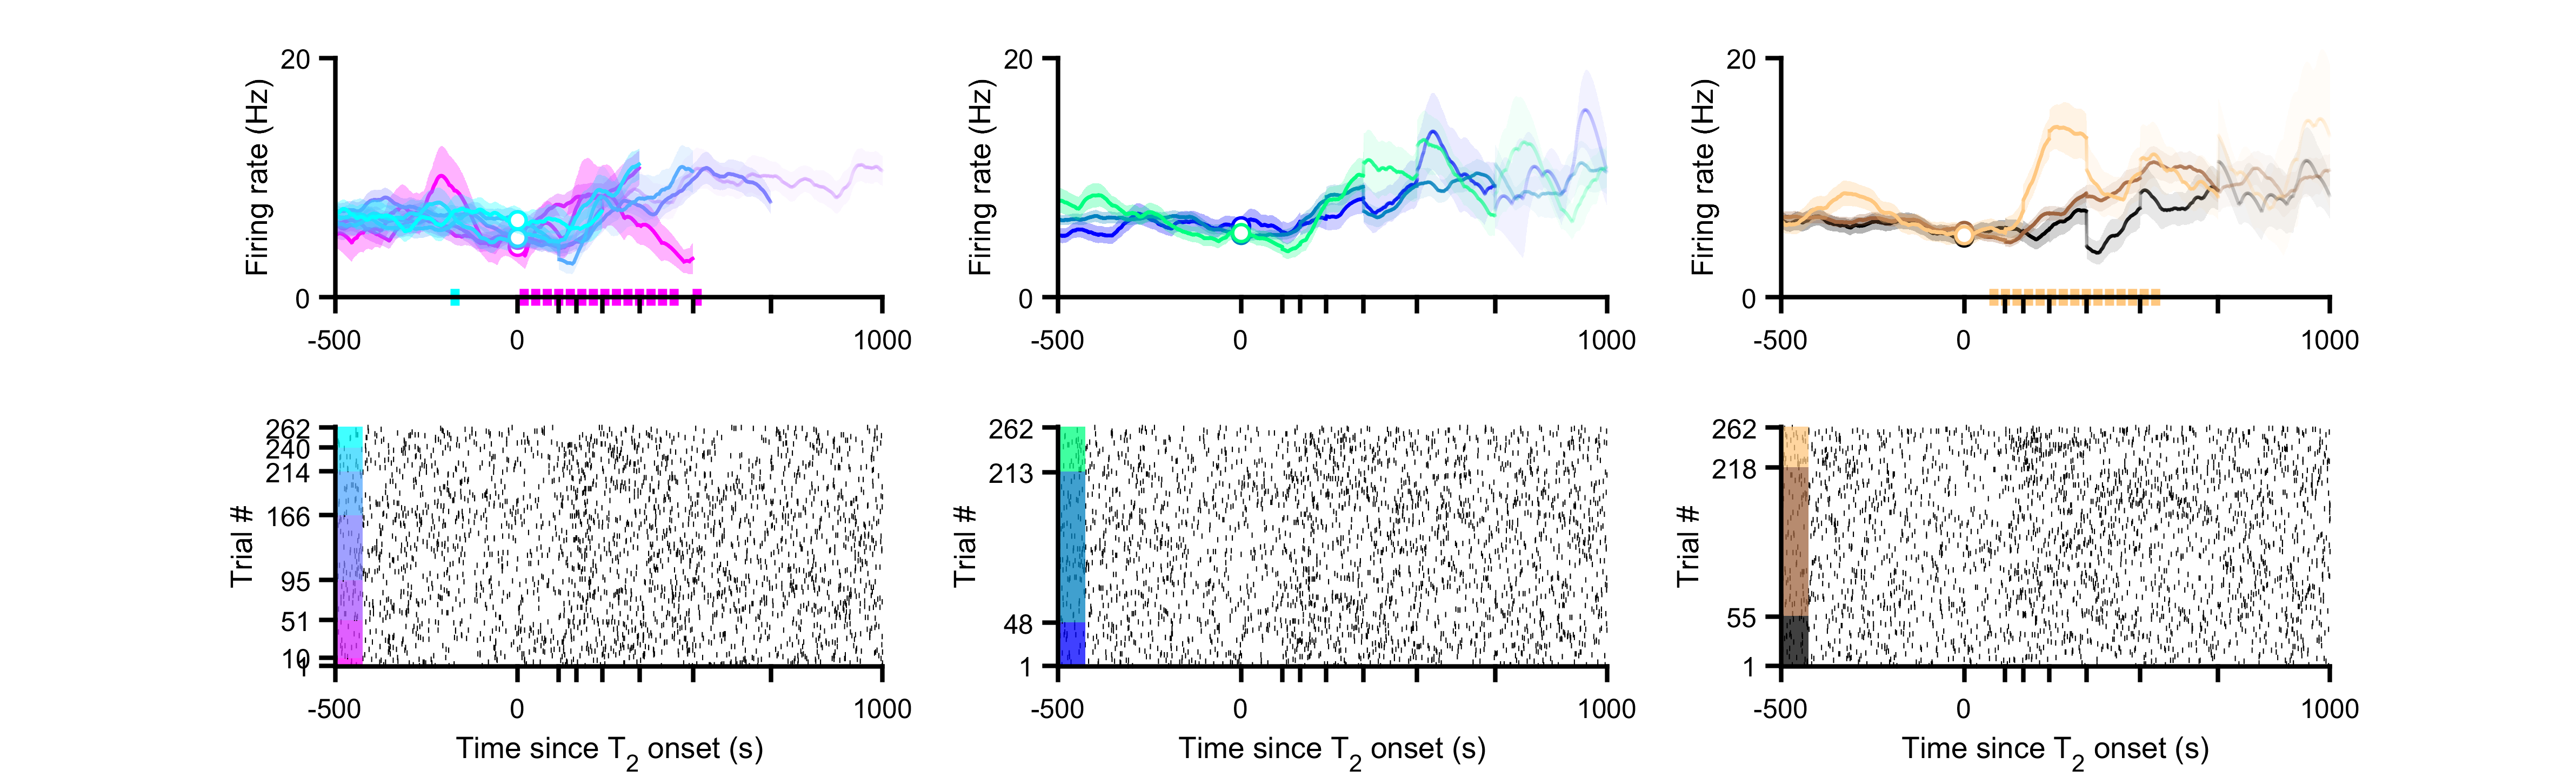 20
Firing rate (Hz)
0
-500 0 1000
20
Firing rate (Hz)
0
-500 0 1000
20
Firing rate (Hz)
0
-500 0 1000
262
240
214
166
Trial #
95
51
10
1
-500 0 1000
Time since T2 onset (s)
262
213
Trial #
48
1
-500 0 1000
Time since T2 onset (s)
262
218
Trial #
55
1
-500 0 1000
Time since T2 onset (s)